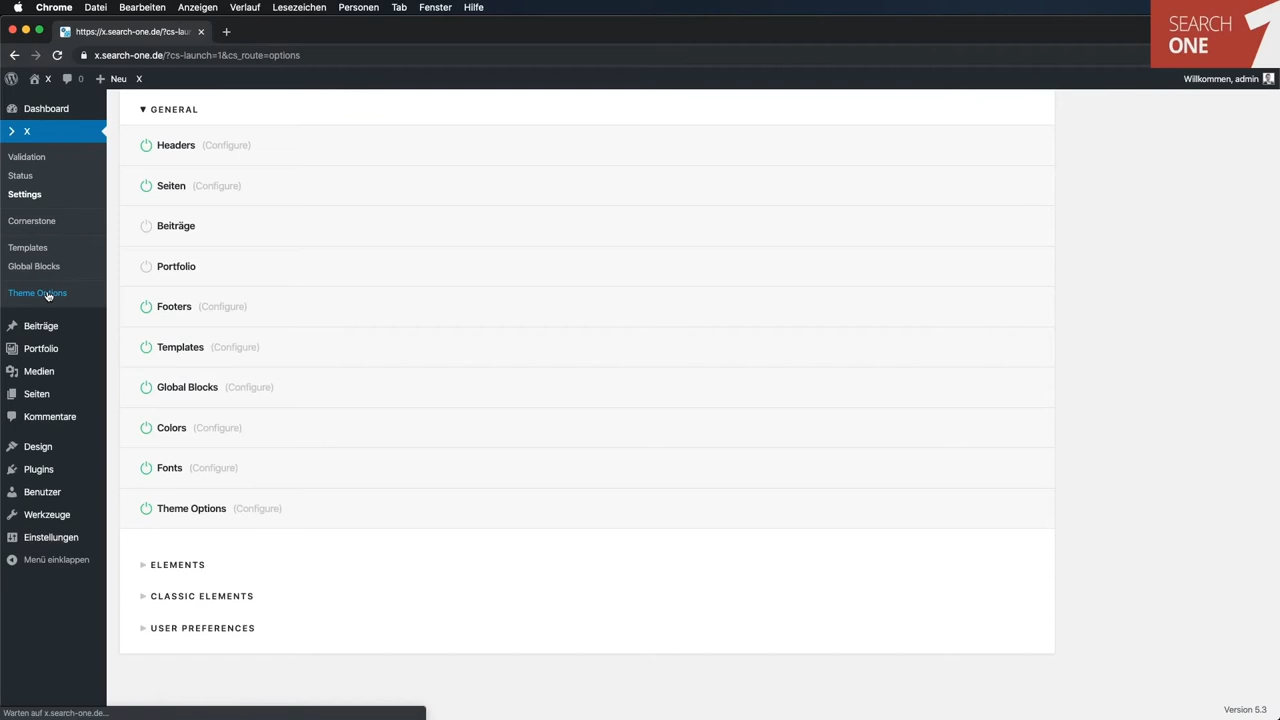 Chrome Datei Bearbeiten Anzeigen Verlauf Lesezeichen Personen Tab Fenster Hilfe
https://x.search-one.de/?cs-laun
x.search-one.de/?cs-launch=1&cs_route=options
SEARCH
ONE 1
X 0 Neu X
Willkommen, admin
Dashboard
X
Validation
Status
Settings
Cornerstone
Templates
Global Blocks
Theme Options
Beiträge
Portfolio
Medien
Seiten
Kommentare
Design
Plugins
Benutzer
Werkzeuge
Einstellungen
Menü einklappen
GENERAL
Headers (Configure)
Seiten (Configure)
Beiträge
Portfolio
Footers (Configure)
Templates (Configure)
Global Blocks (Configure)
Colors (Configure)
Fonts (Configure)
Theme Options (Configure)
ELEMENTS
CLASSIC ELEMENTS
USER PREFERENCES
Warten auf x.search-one.de...
Version 5.3